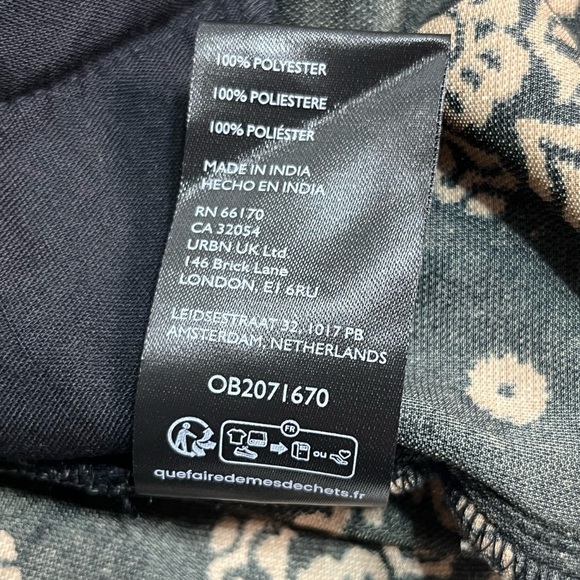 100% POLYESTER
100% POLIESTERE
100% POLIÉSTER
MADE IN INDIA
HECHO EN INDIA
RN 66170
CA 32054
URBN UK Ltd.
146 Brick Lane
LONDON, E1 6RU
LEIDSESTRAAT 32, 1017 PB
AMSTERDAM, NETHERLANDS
OB2071670
FR
OU
quefairedemesdechets.fr